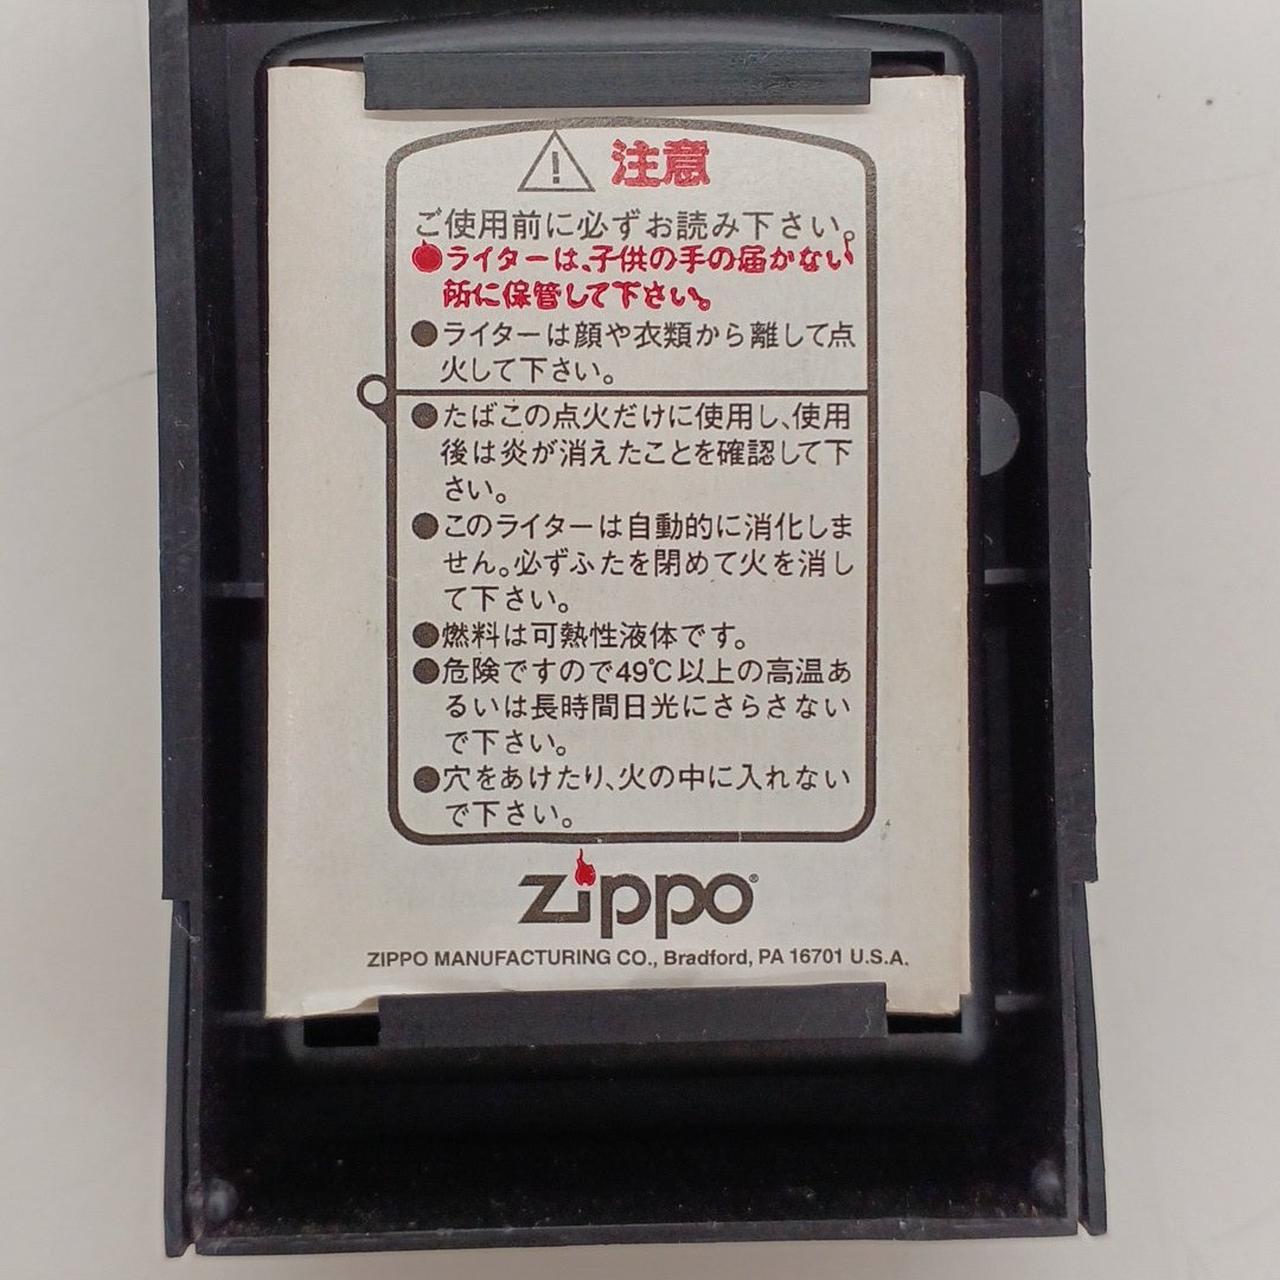 注意
ご使用前に必ずお読み下さい。
●ライターは、子供の手の届かない
所に保管して下さい。
●ライターは顔や衣類から離して点
火して下さい。
●たばこの点火だけに使用し、使用
後は炎が消えたことを確認して下
さい。
●このライターは自動的に消化しま
せん。必ずふたを閉めて火を消し
て下さい。
●燃料は可熱性液体です。
●危険ですので49℃以上の高温あ
るいは長時間日光にさらさない
で下さい。
●穴をあけたり、火の中に入れない
で下さい。
zippo®
ZIPPO MANUFACTURING CO., Bradford, PA 16701 U.S.A.